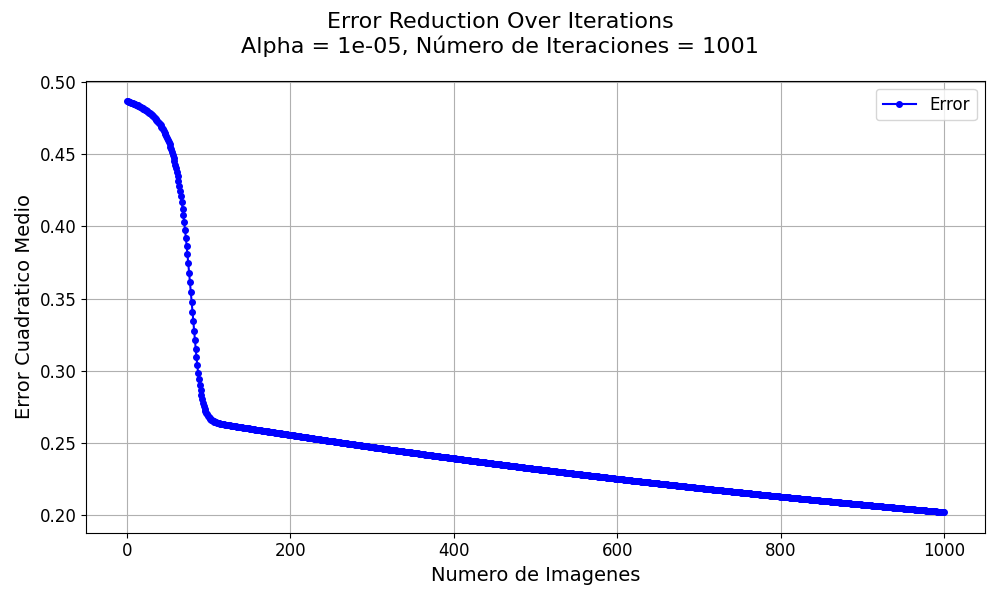 Error Reduction Over Iterations
Alpha = 1e-05, Número de Iteraciones = 1001
Error
0.50
0.45
0.40
0.35
0.30
0.25
0.20
Error Cuadratico Medio
0 200 400 600 800 1000
Numero de Imagenes